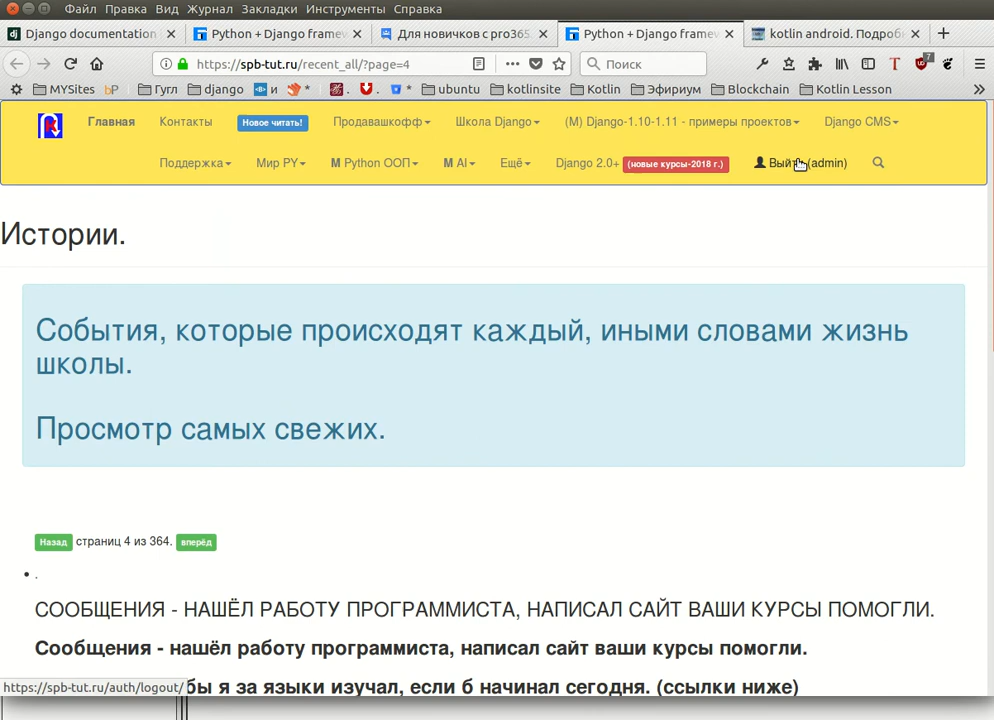 Файл Правка Вид Журнал Закладки Инструменты Справка
Django documentation Python + Django framew Для новичков с pro365. Python + Django framew kotlin android. Подроб
https://spb-tut.ru/recent_all/?page=4 Поиск 7
MYSites bP Гугл django и * . . * ubuntu kotlinsite Kotlin Эфириум Blockchain Kotlin Lesson
Главная Контакты Новое читать! Продавашкофф Школа Django (М) Django-1.10-1.11 - примеры проектов Django CMS
Поддержка Мир PY М Python ООП М AI Ещё Django 2.0+ (новые курсы-2018 г.) Выйти (admin)
Истории.
События, которые происходят каждый, иными словами жизнь
школы.
Просмотр самых свежих.
Назад страниц 4 из 364. вперёд
.
СООБЩЕНИЯ - НАШЁЛ РАБОТУ ПРОГРАММИСТА, НАПИСАЛ САЙТ ВАШИ КУРСЫ ПОМОГЛИ.
Сообщения - нашёл работу программиста, написал сайт ваши курсы помогли.
https://spb-tut.ru/auth/logout/ бы я за языки изучал, если б начинал сегодня. (ссылки ниже)